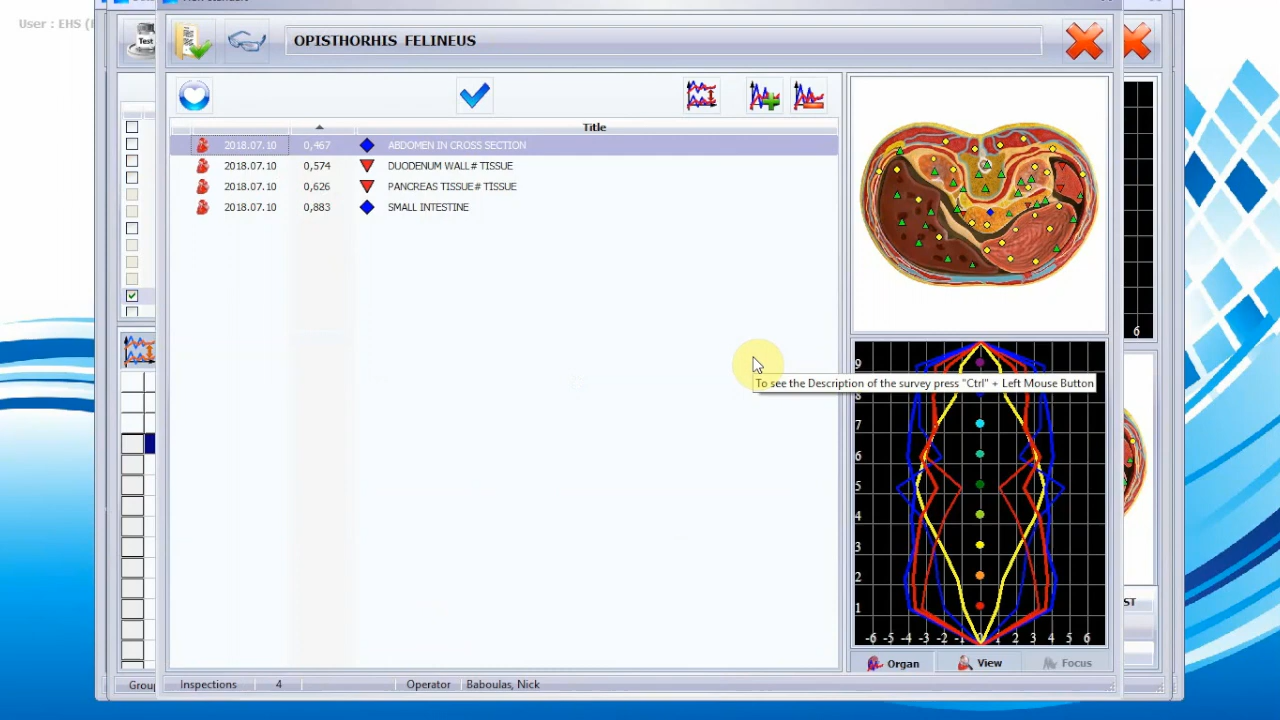 User : EHS (
Test
OPISTHORHIS FELINEUS
Title
2018.07.10 0,467 ABDOMEN IN CROSS SECTION
2018.07.10 0,574 DUODENUM WALL# TISSUE
2018.07.10 0,626 PANCREAS TISSUE# TISSUE
2018.07.10 0,883 SMALL INTESTINE
To see the Description of the survey press "Ctrl" + Left Mouse Button
6
9
8
7
6
5
4
3
2
1
-6 -5 -4 -3 -2 -1 0 1 2 3 4 5 6
ST
Organ View Focus
Group Inspections 4 Operator Baboulas, Nick